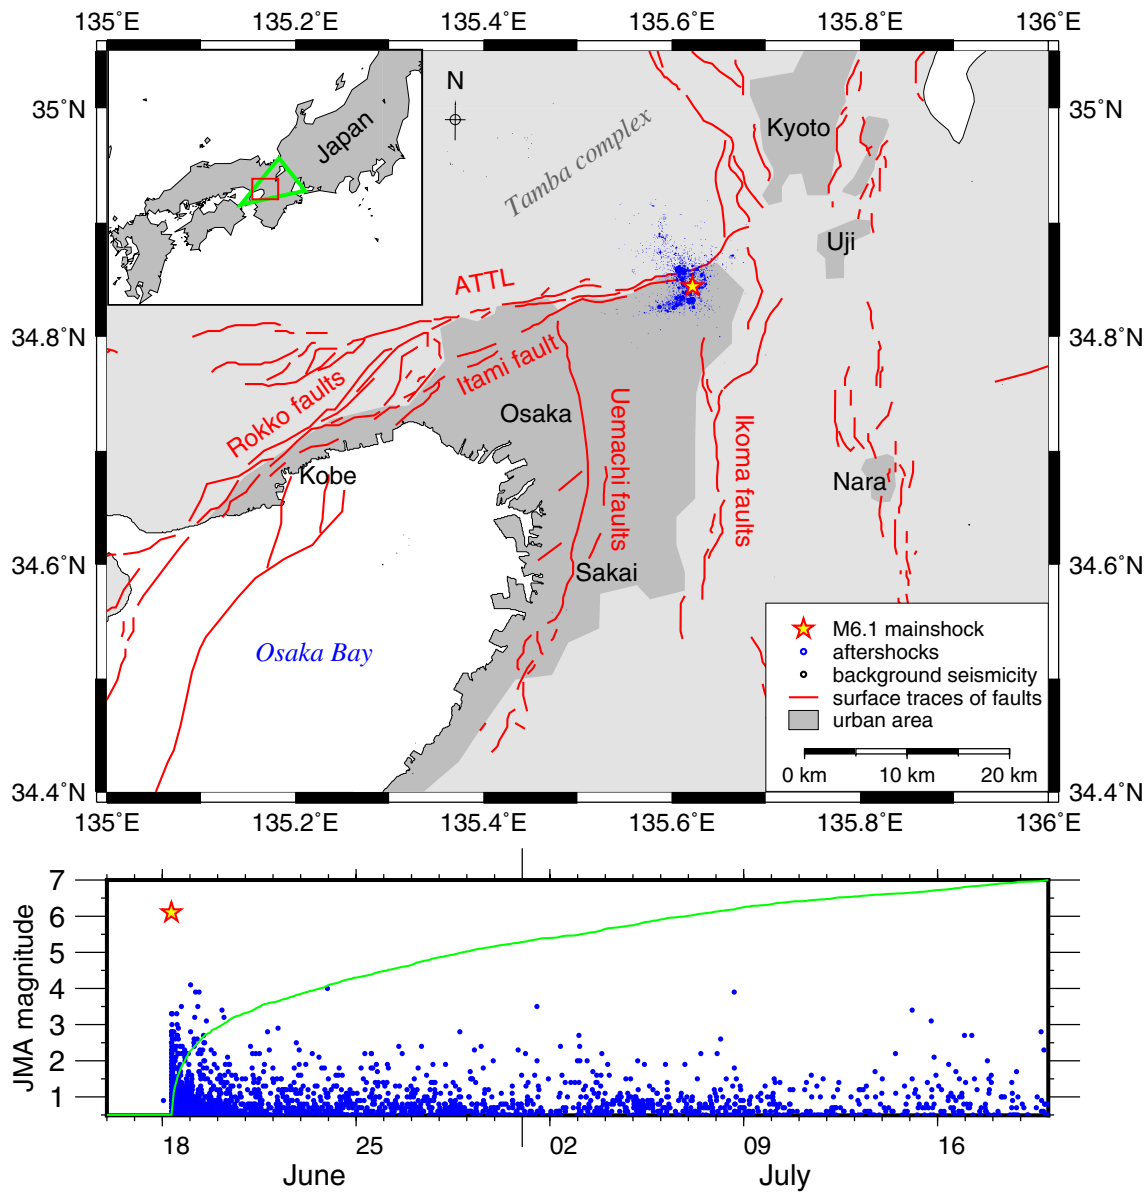 135˚E 135.2˚E 135.4˚E 135.6˚E 135.8˚E 136˚E
35˚N
34.8˚N
34.6˚N
34.4˚N
35˚N
34.8˚N
34.6˚N
34.4˚N
Japan
N
Tamba complex
Kyoto
Uji
ATTL
Itami fault
Rokko faults
Osaka
Uemachi faults
Ikoma faults
Kobe
Nara
Sakai
Osaka Bay
M6.1 mainshock
aftershocks
background seismicity
surface traces of faults
urban area
0 km 10 km 20 km
135˚E 135.2˚E 135.4˚E 135.6˚E 135.8˚E 136˚E
JMA magnitude
7
6
5
4
3
2
1
18 25 02 09 16
June July